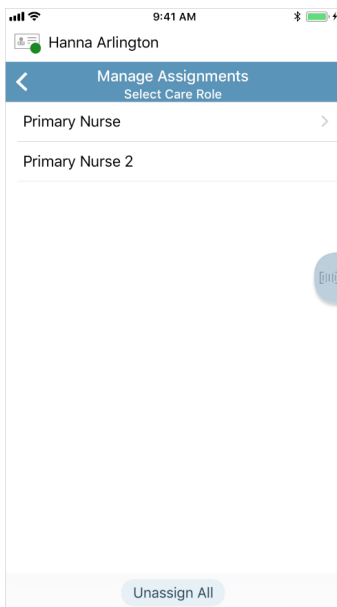 9:41 AM
Hanna Arlington
Manage Assignments
Select Care Role
Primary Nurse
Primary Nurse 2
Unassign All